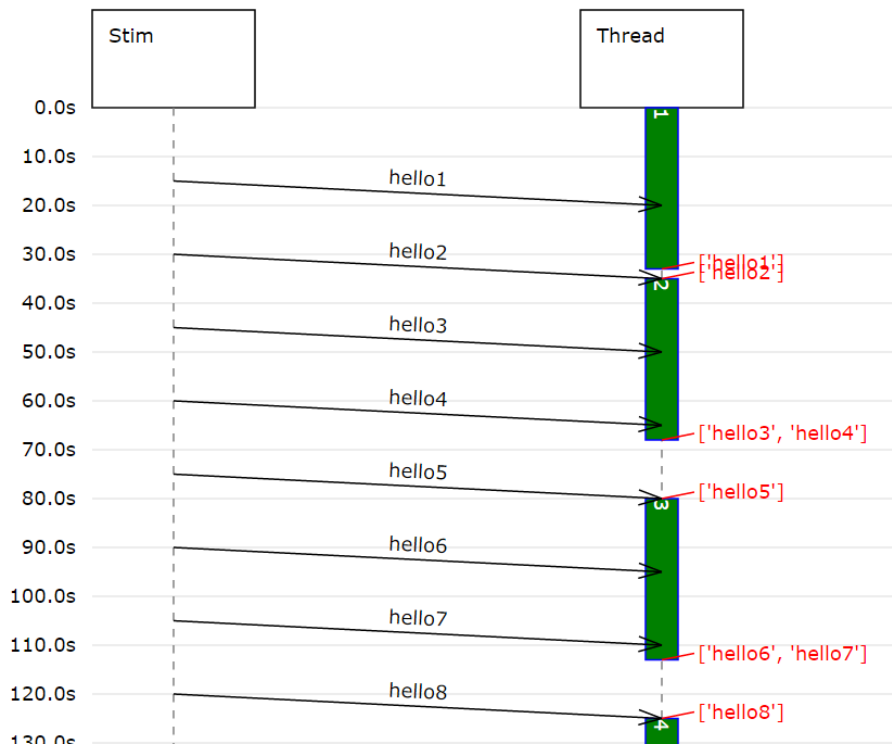 Stim
Thread
0.0s
1
10.0s
hello1
20.0s
hello2
30.0s
['hello1']
['hello2']
2
40.0s
hello3
50.0s
hello4
60.0s
['hello3', 'hello4']
70.0s
hello5
['hello5']
80.0s
3
hello6
90.0s
100.0s
hello7
110.0s
['hello6', 'hello7']
hello8
120.0s
['hello8']
4
130.0s